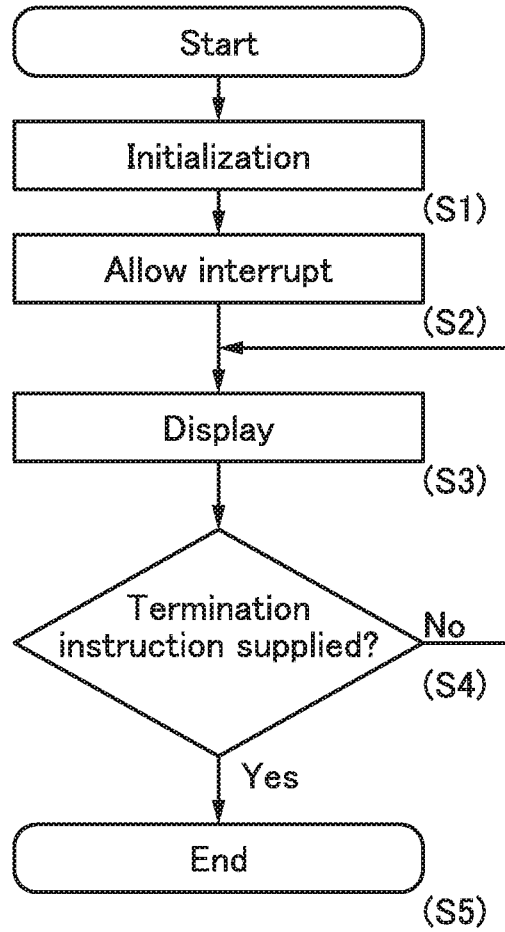 Start
Initialization
(S1)
Allow interrupt
(S2)
Display
(S3)
Termination
instruction supplied?
No
(S4)
Yes
End
(S5)